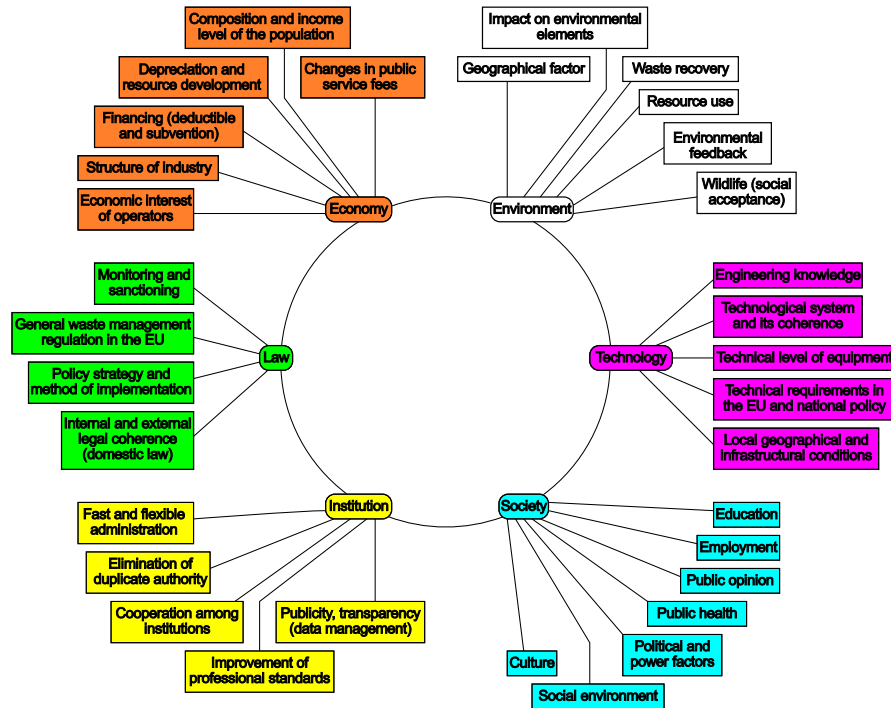 Composition and income
level of the population
Depreciation and
resource development
Changes in public
service fees
Financing (deductible
and subvention)
Structure of industry
Economic interest
of operators
Economy
Impact on environmental
elements
Geographical factor
Waste recovery
Resource use
Environmental
feedback
Wildlife (social
acceptance)
Environment
Monitoring and
sanctioning
General waste management
regulation in the EU
Policy strategy and
method of implementation
Internal and external
legal coherence
(domestic law)
Law
Engineering knowledge
Technological system
and its coherence
Technical level of equipment
Technical requirements in
the EU and national policy
Local geographical and
infrastructural conditions
Technology
Institution
Fast and flexible
administration
Elimination of
duplicate authority
Cooperation among
institutions
Improvement of
professional standards
Publicity, transparency
(data management)
Society
Education
Employment
Public opinion
Public health
Political and
power factors
Social environment
Culture